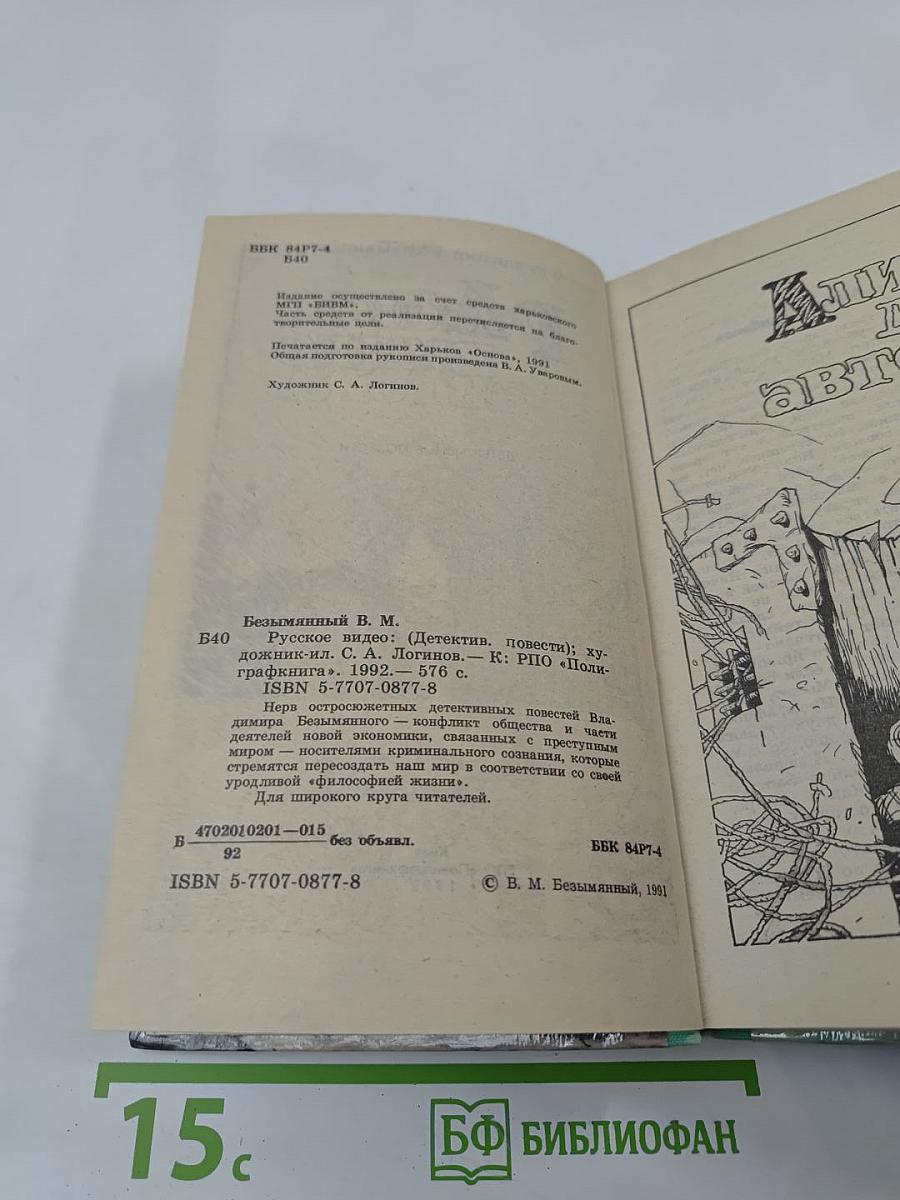 ББК 84Р7-4
Б40
Издание осуществлено за счет средств харьковского
МГП «ВИВМ».
Часть средств от реализации перечисляется на благо-
творительные цели.
Печатается по изданию Харьков «Основа», 1991
Общая подготовка рукописи произведена В. А. Уваровым.
Художник С. А. Логинов.
Безымянный В. М.
Б40 Русское видео: (Детектив. повести); ху-
дожник-ил. С. А. Логинов. — К: РПО «Поли-
графкнига». 1992. — 576 с.
ISBN 5-7707-0877-8
Нерв остросюжетных детективных повестей Вла-
димира Безымянного — конфликт общества и части
деятелей новой экономики, связанных с преступным
миром — носителями криминального сознания, которые
стремятся пересоздать наш мир в соответствии со своей
уродливой «философией жизни».
Для широкого круга читателей.
Б 4702010201—015 без объявл.
92
ББК 84Р7-4
ISBN 5-7707-0877-8
© В. М. Безымянный, 1991
Али
авто
15 с
БФ БИБЛИОФАН